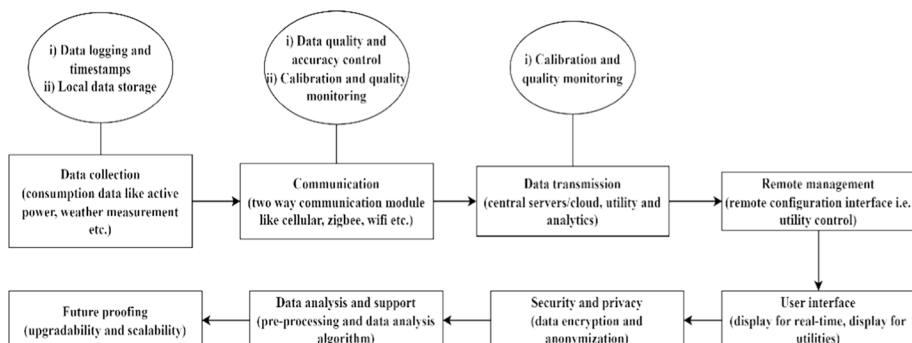 i) Data logging and
timestamps
ii) Local data storage
i) Data quality and
accuracy control
ii) Calibration and quality
monitoring
i) Calibration and
quality monitoring
Data collection
(consumption data like active
power, weather measurement
etc.)
Communication
(two way communication module
like cellular, zigbee, wifi etc.)
Data transmission
(central servers/cloud, utility and
analytics)
Remote management
(remote configuration interface i.e.
utility control)
Future proofing
(upgradability and scalability)
Data analysis and support
(pre-processing and data analysis
algorithm)
Security and privacy
(data encryption and
anonymization)
User interface
(display for real-time, display for
utilities)